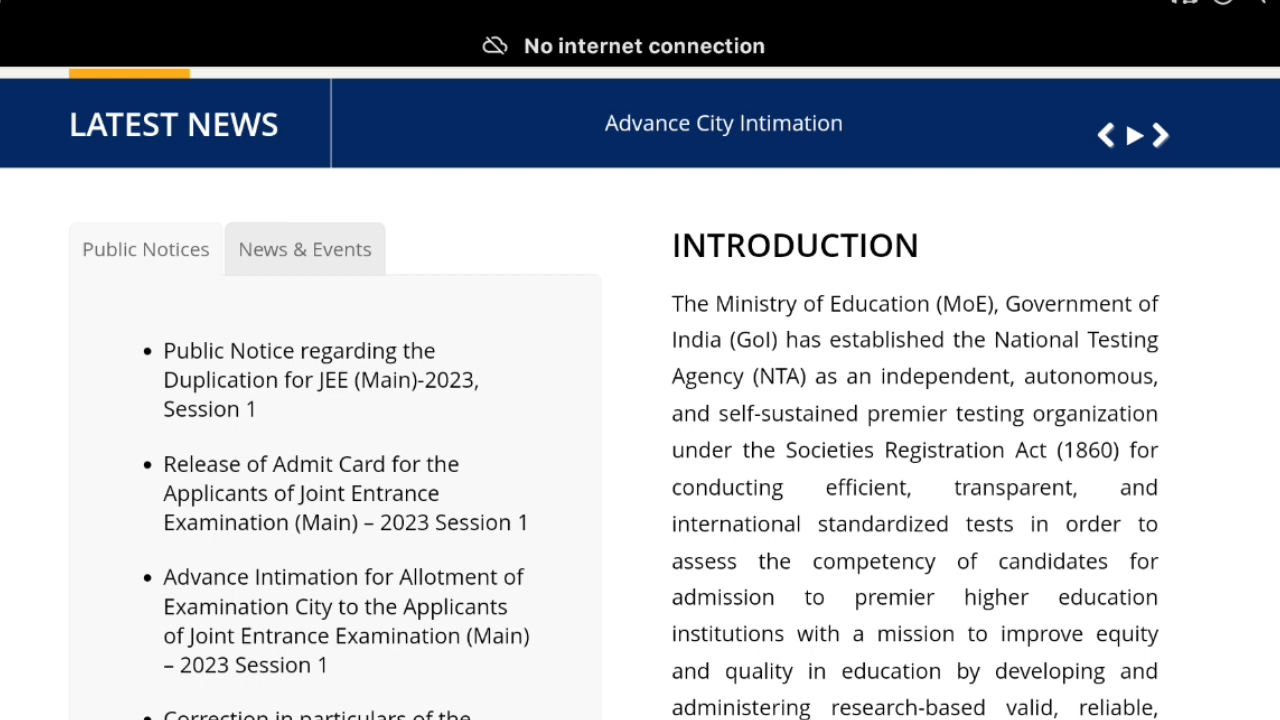 No internet connection
LATEST NEWS
Advance City Intimation
Public Notices
News & Events
Public Notice regarding the
Duplication for JEE (Main)-2023,
Session 1
Release of Admit Card for the
Applicants of Joint Entrance
Examination (Main) – 2023 Session 1
Advance Intimation for Allotment of
Examination City to the Applicants
of Joint Entrance Examination (Main)
– 2023 Session 1
Correction in particulars of the
INTRODUCTION
The Ministry of Education (MoE), Government of
India (GoI) has established the National Testing
Agency (NTA) as an independent, autonomous,
and self-sustained premier testing organization
under the Societies Registration Act (1860) for
conducting efficient, transparent, and
international standardized tests in order to
assess the competency of candidates for
admission to premier higher education
institutions with a mission to improve equity
and quality in education by developing and
administering research-based valid, reliable,